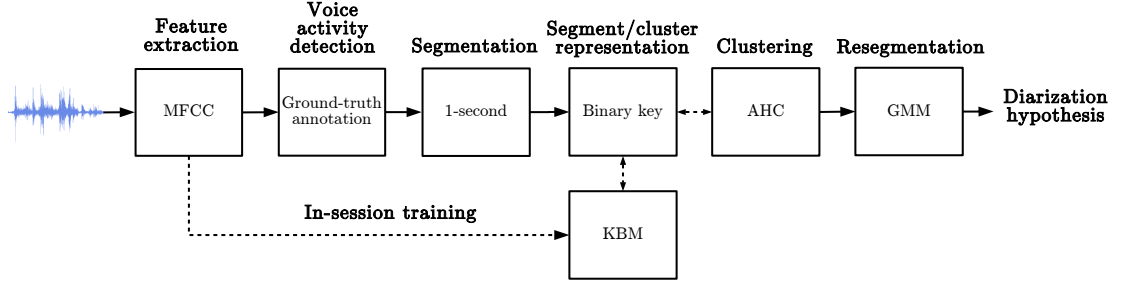 Feature
extraction
Voice
activity
detection
Segmentation
Segment/cluster
representation
Clustering
Resegmentation
MFCC
Ground-truth
annotation
1-second
Binary key
AHC
GMM
Diarization
hypothesis
In-session training
KBM